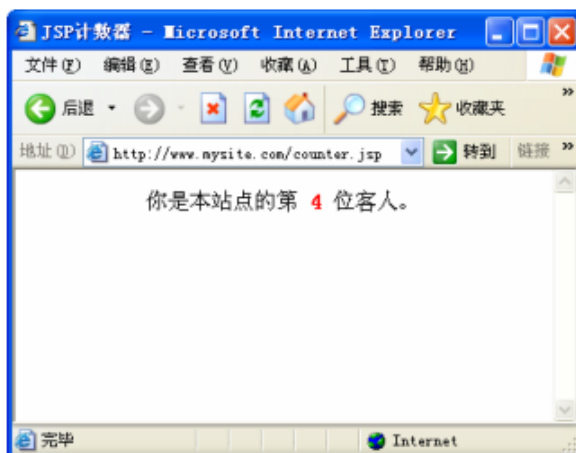 JSP计数器 - Microsoft Internet Explorer
文件(F) 编辑(E) 查看(V) 收藏(A) 工具(T) 帮助(H)
后退 搜索 收藏夹 »
地址(D) http://www.mysite.com/counter.jsp 转到 链接 »
你是本站点的第 4 位客人。
完毕 Internet